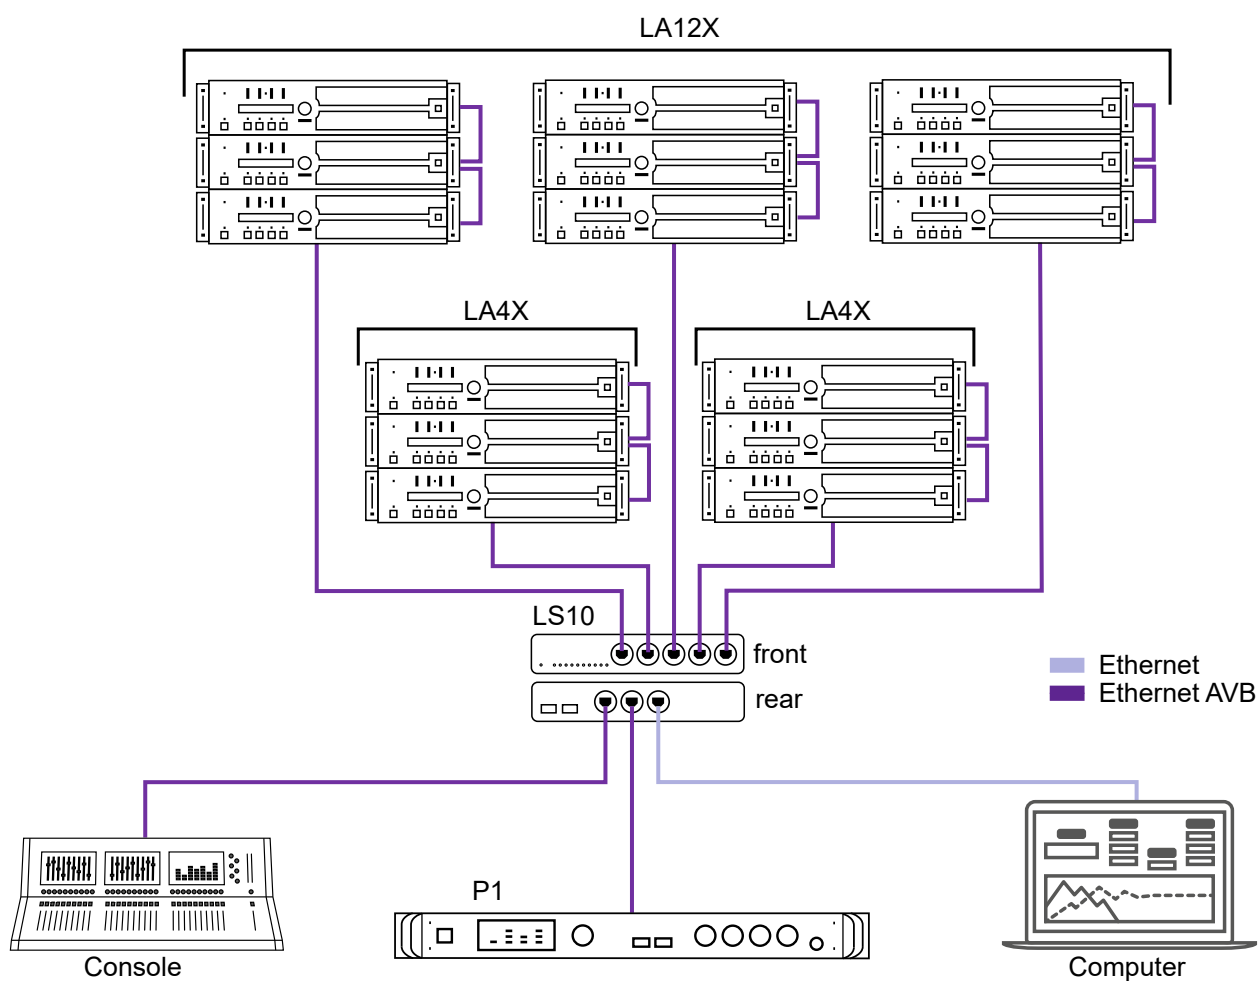 LA12X
LA4X
LA4X
LS10
front
rear
Ethernet
Ethernet AVB
P1
Console
Computer